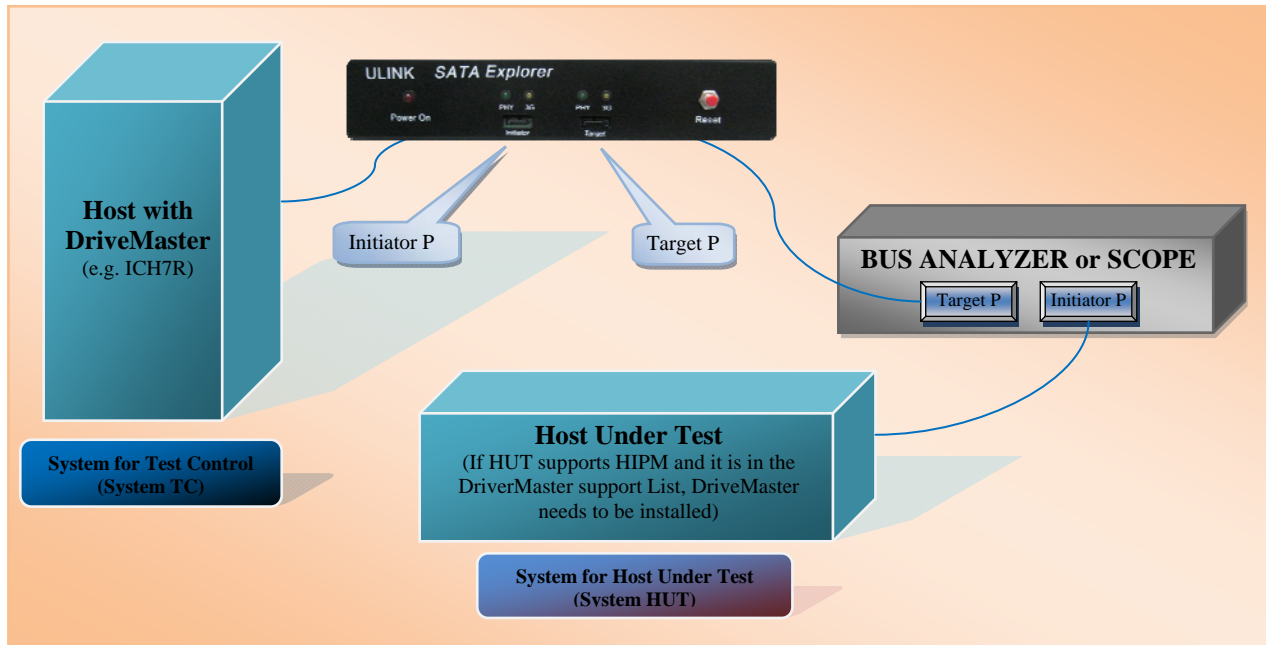 ULINK SATA Explorer
Power On
PHY 3G
PHY 3G
Initiator
Target
Reset
Host with
DriveMaster
(e.g. ICH7R)
Initiator P
Target P
BUS ANALYZER or SCOPE
Target P
Initiator P
Host Under Test
(If HUT supports HIPM and it is in the
DriverMaster support List, DriveMaster
needs to be installed)
System for Test Control
(System TC)
System for Host Under Test
(System HUT)